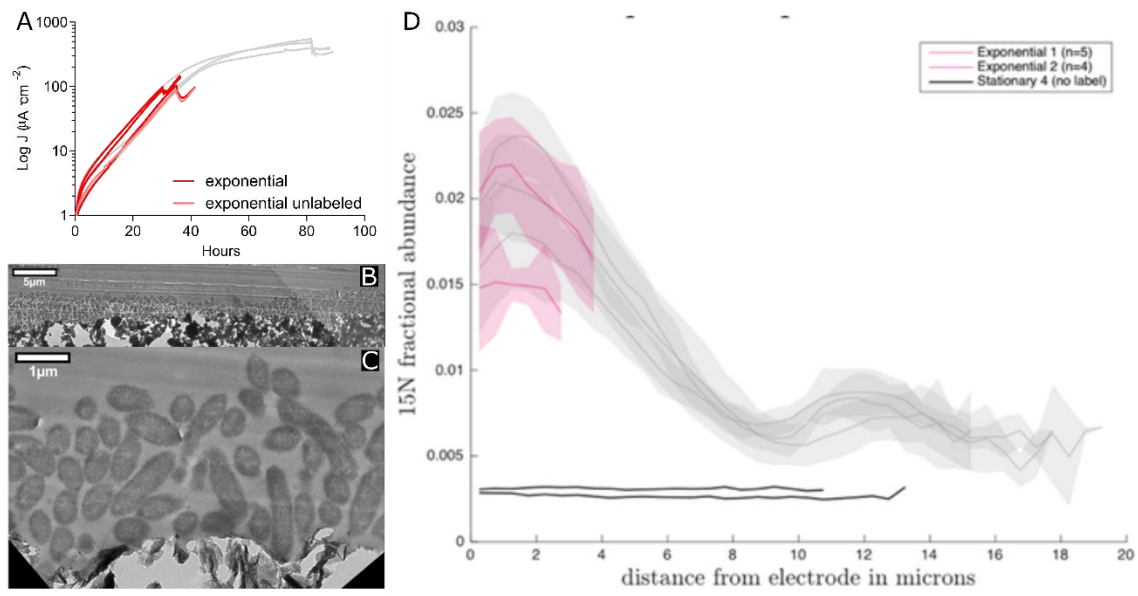 A
Log J (µA cm⁻²)
1000
100
10
1
0
20
40
60
80
100
Hours
exponential
exponential unlabeled
B
5µm
C
1µm
D
15N fractional abundance
0.03
0.025
0.02
0.015
0.01
0.005
0
0
2
4
6
8
10
12
14
16
18
20
distance from electrode in microns
Exponential 1 (n=5)
Exponential 2 (n=4)
Stationary 4 (no label)